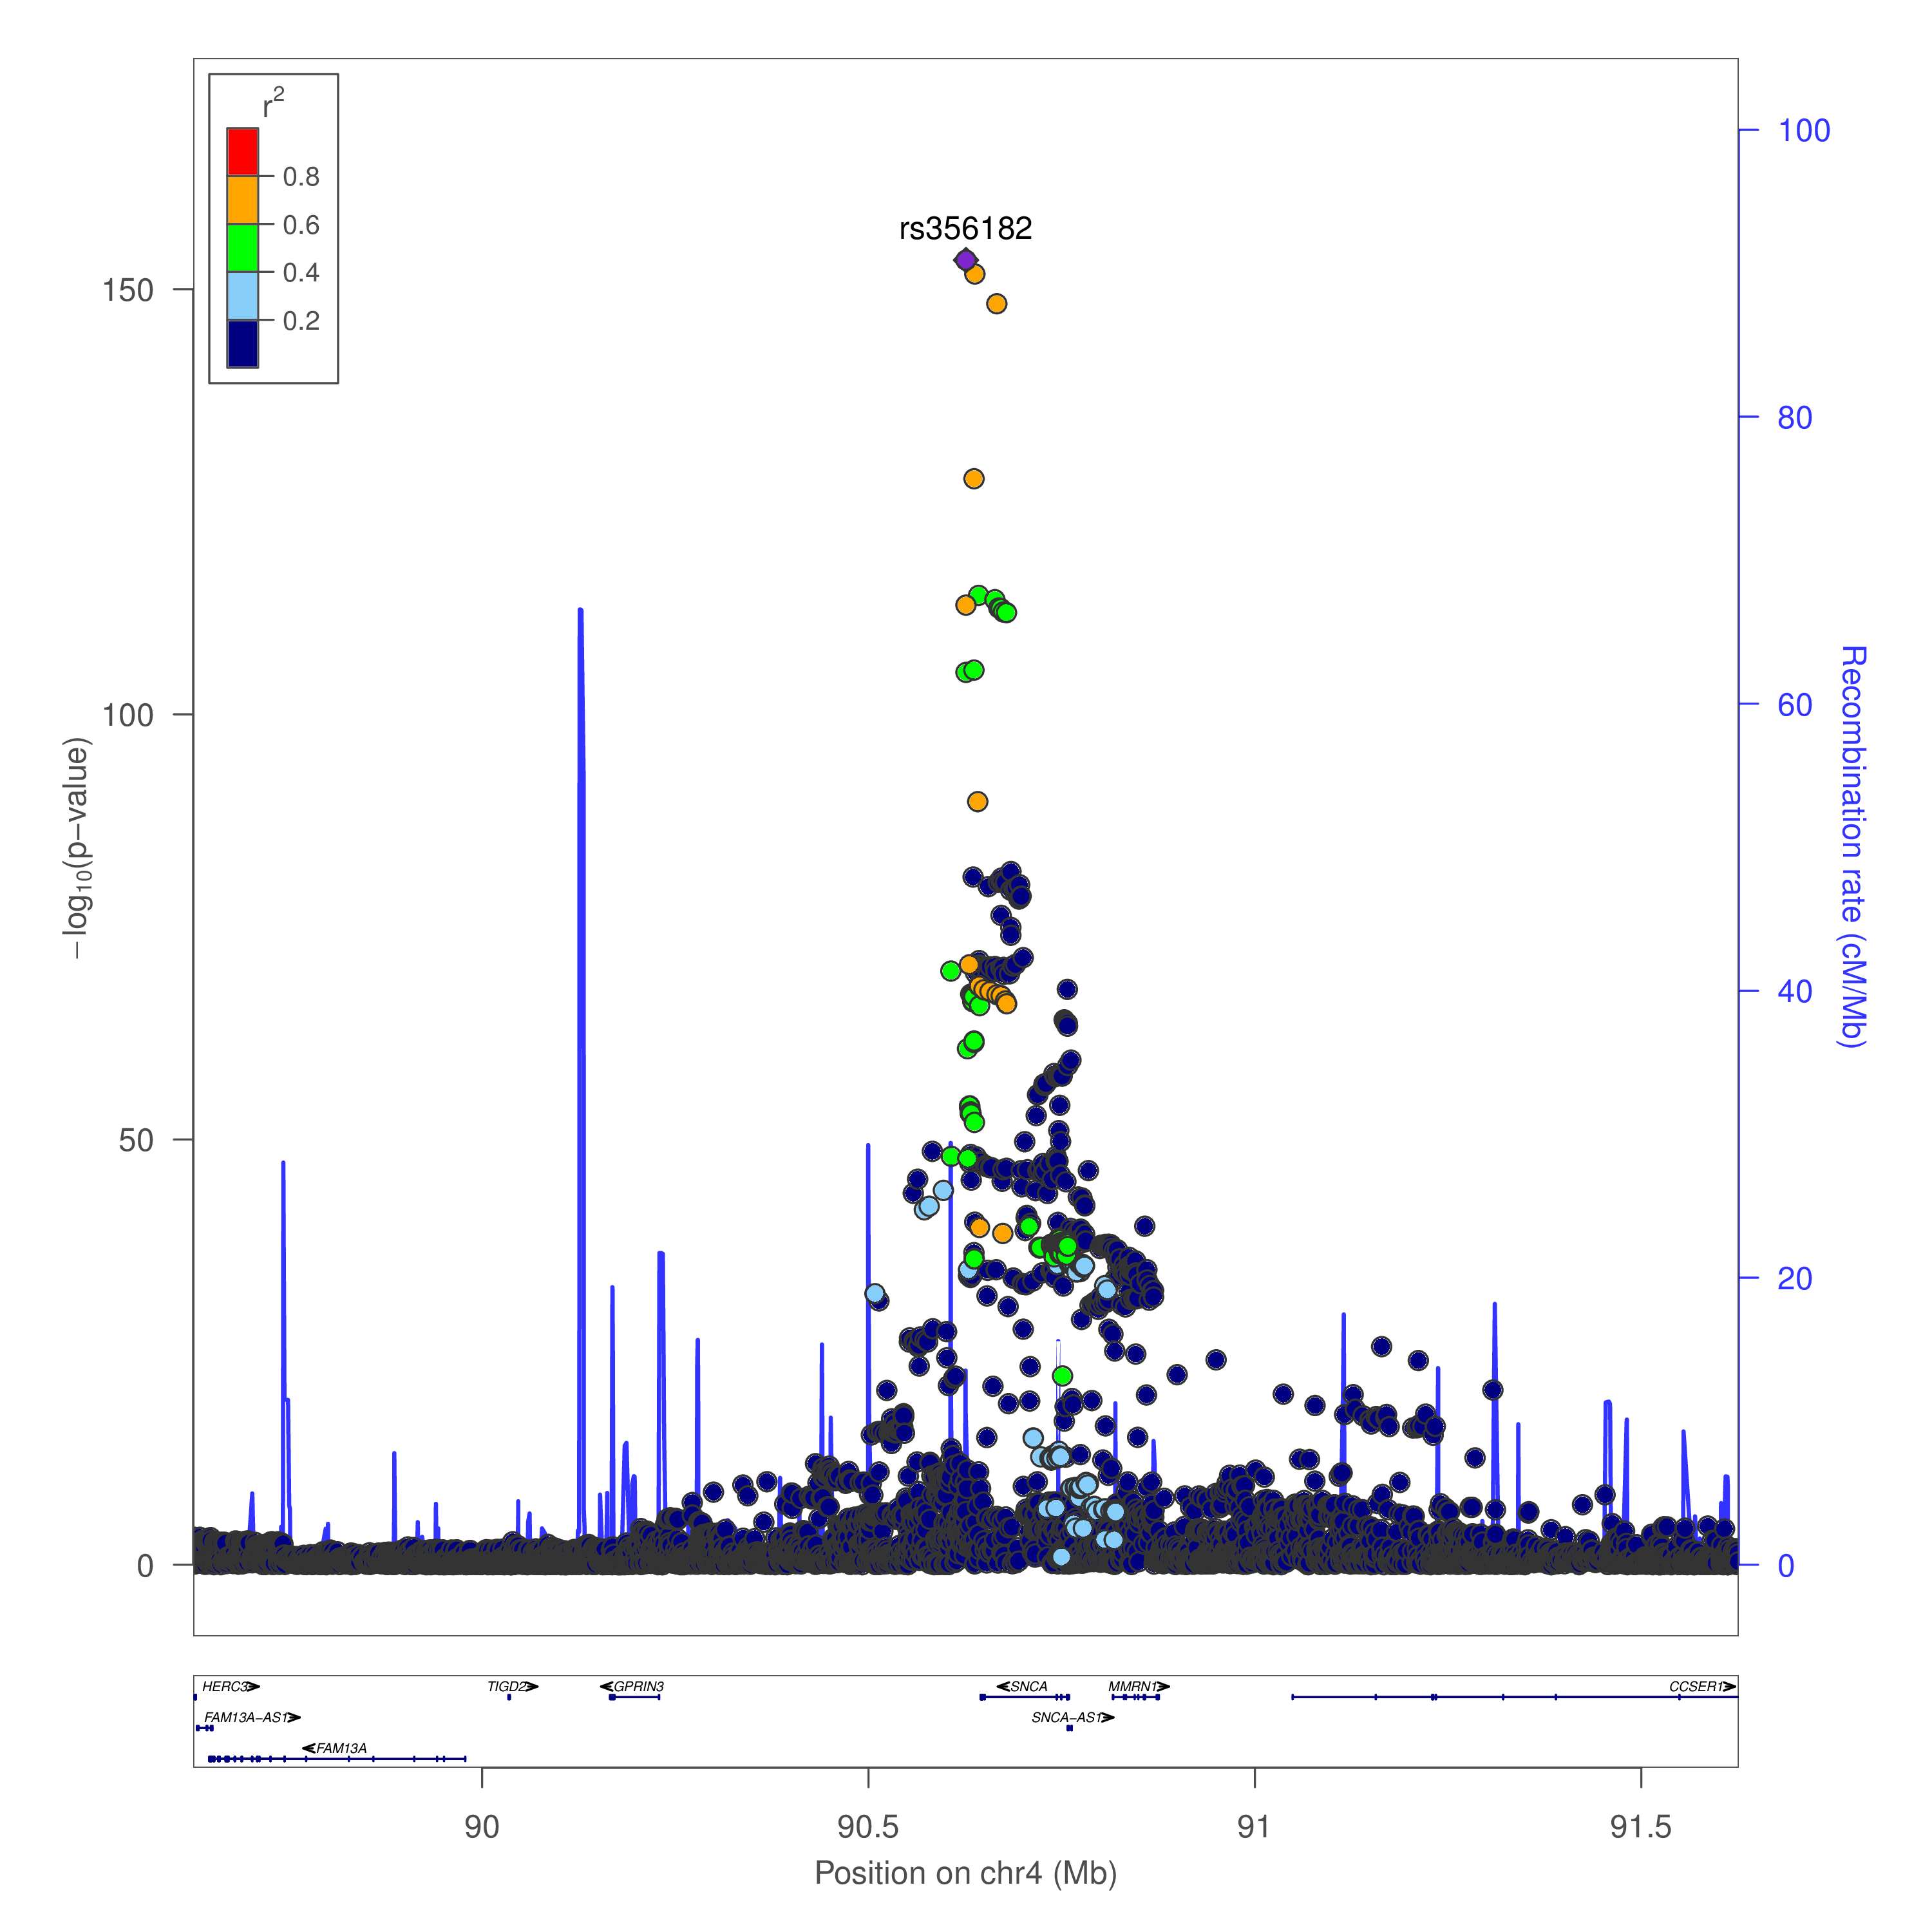 r2
0.8
0.6
0.4
0.2
rs356182
150
100
50
0
−log10(p−value)
100
80
60
40
20
0
Recombination rate (cM/Mb)
HERC3
TIGD2
GPRIN3
SNCA
MMRN1
CCSER1
FAM13A−AS1
SNCA−AS1
FAM13A
90
90.5
91
91.5
Position on chr4 (Mb)